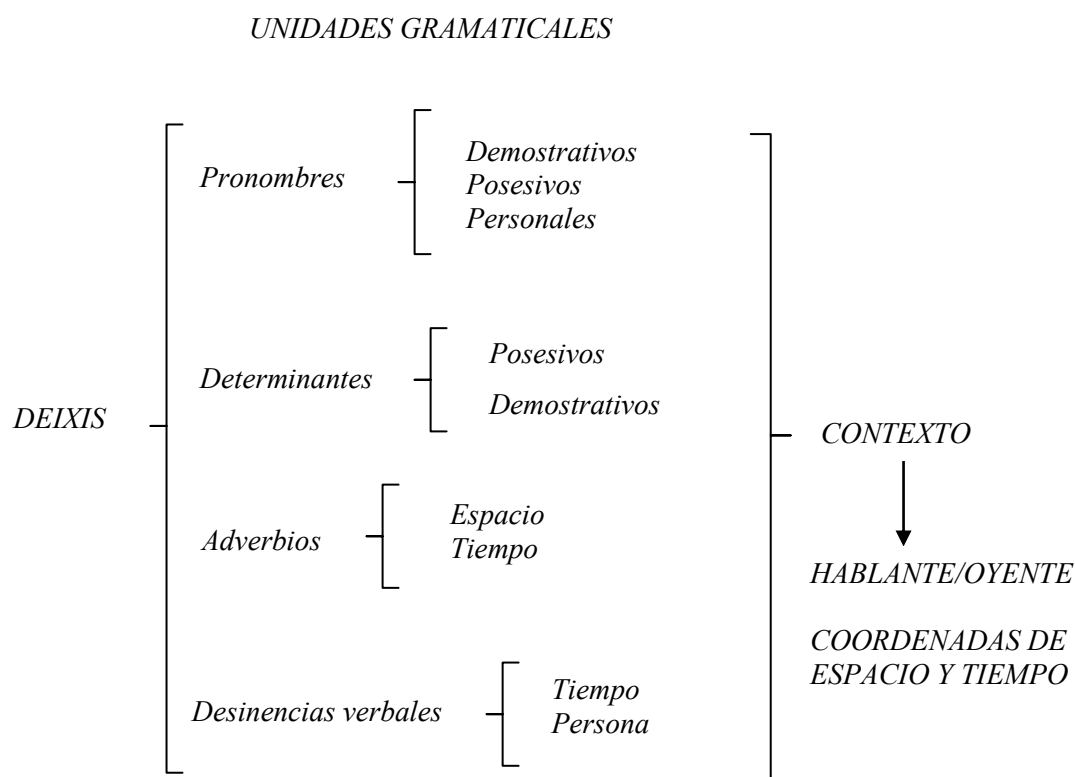 UNIDADES GRAMATICALES
Pronombres
Demostrativos
Posesivos
Personales
Determinantes
Posesivos
Demostrativos
DEIXIS
CONTEXTO
Adverbios
Espacio
Tiempo
HABLANTE/OYENTE
COORDENADAS DE
ESPACIO Y TIEMPO
Desinencias verbales
Tiempo
Persona